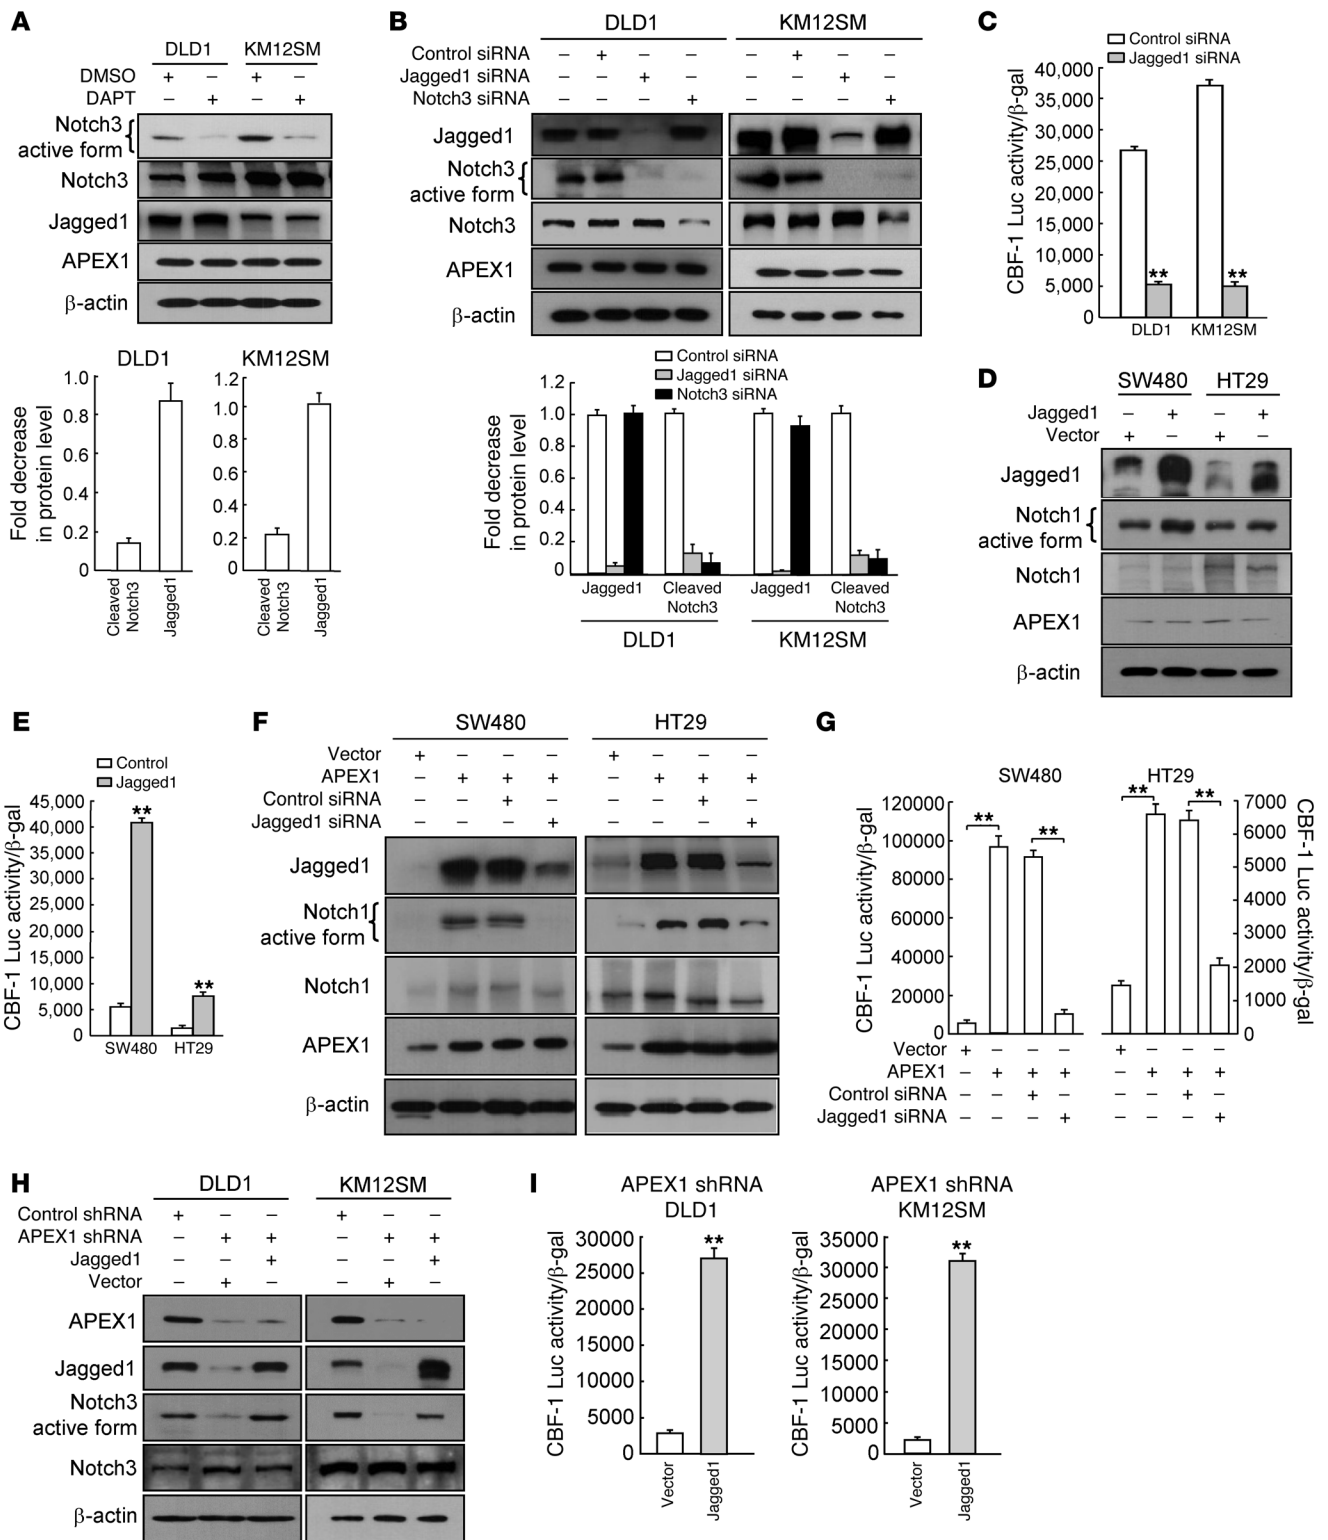 A
DLD1 KM12SM
DMSO + – + –
DAPT – + – +
Notch3
active form
Notch3
Jagged1
APEX1
β-actin
DLD1 KM12SM
Fold decrease
in protein level
1.0
0.8
0.6
0.4
0.2
0
Cleaved
Notch3
Jagged1
1.2
1.0
0.8
0.6
0.4
0.2
0
Cleaved
Notch3
Jagged1
B
DLD1 KM12SM
Control siRNA – + – – – + – –
Jagged1 siRNA – – + – – – + –
Notch3 siRNA – – – + – – – +
Jagged1
Notch3
active form
Notch3
APEX1
β-actin
Control siRNA
Jagged1 siRNA
Notch3 siRNA
Fold decrease
in protein level
1.2
1.0
0.8
0.6
0.4
0.2
0
Jagged1 Cleaved Notch3 Jagged1 Cleaved Notch3
DLD1 KM12SM
C
Control siRNA
Jagged1 siRNA
CBF-1 Luc activity/β-gal
40,000
35,000
30,000
25,000
20,000
15,000
10,000
5,000
0
** **
DLD1 KM12SM
D
SW480 HT29
Jagged1 – + – +
Vector + – + –
Jagged1
Notch1
active form
Notch1
APEX1
β-actin
E
Control
Jagged1
CBF-1 Luc activity/β-gal
45,000
40,000
35,000
30,000
25,000
20,000
15,000
10,000
5,000
0
** **
SW480 HT29
F
SW480 HT29
Vector + – – – + – – –
APEX1 – + + + – + + +
Control siRNA – – + – – – + –
Jagged1 siRNA – – – + – – – +
Jagged1
Notch1
active form
Notch1
APEX1
β-actin
G
SW480 HT29
CBF-1 Luc activity/β-gal
120000
100000
80000
60000
40000
20000
0
** ** ** **
7000
6000
5000
4000
3000
2000
1000
0
CBF-1 Luc activity/β-gal
Vector + – – – + – – –
APEX1 – + + + – + + +
Control siRNA – – + – – – + –
Jagged1 siRNA – – – + – – – +
H
DLD1 KM12SM
Control shRNA + – – + – –
APEX1 shRNA – + + – + +
Jagged1 – – + – – +
Vector – + – – + –
APEX1
Jagged1
Notch3
active form
Notch3
β-actin
I
APEX1 shRNA
DLD1
CBF-1 Luc activity/β-gal
30000
25000
20000
15000
10000
5000
0
**
Vector
Jagged1
APEX1 shRNA
KM12SM
CBF-1 Luc activity/β-gal
35000
30000
25000
20000
15000
10000
5000
0
**
Vector
Jagged1